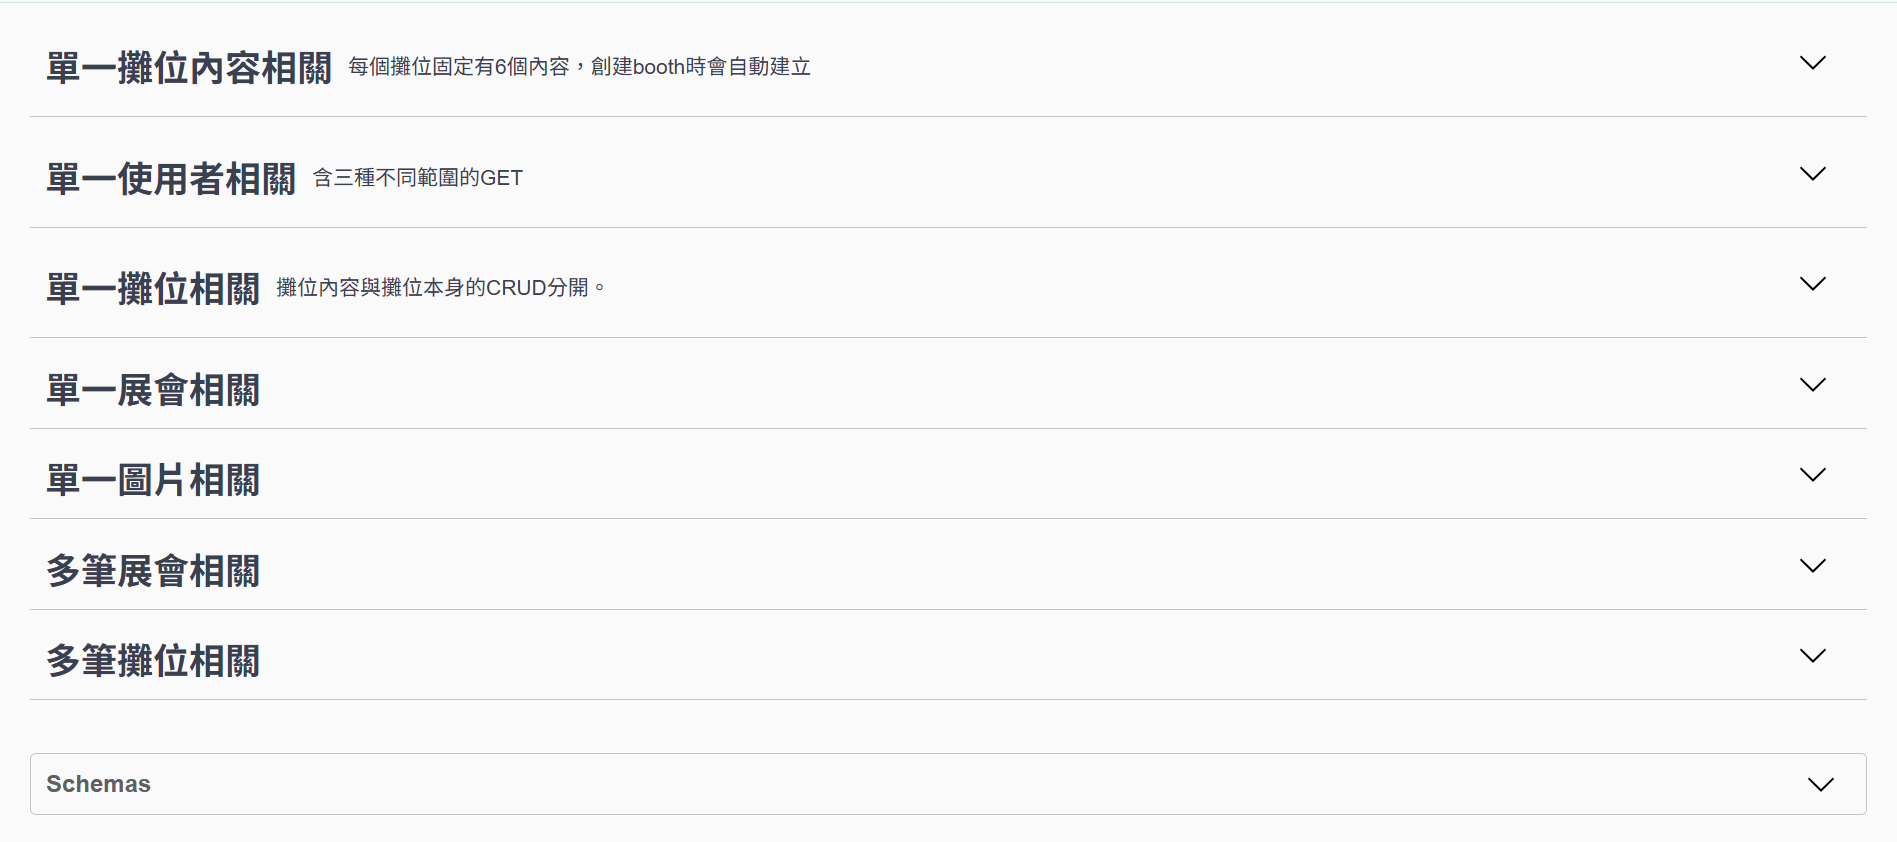 單一攤位內容相關 每個攤位固定有6個內容，創建booth時會自動建立
單一使用者相關 含三種不同範圍的GET
單一攤位相關 攤位內容與攤位本身的CRUD分開。
單一展會相關
單一圖片相關
多筆展會相關
多筆攤位相關
Schemas